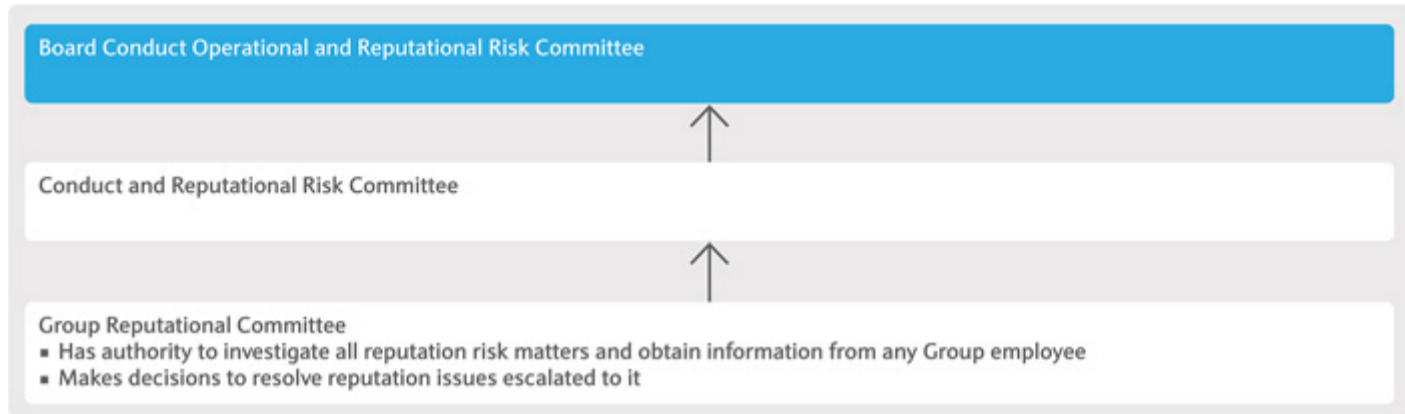 Board Conduct Operational and Reputational Risk Committee
Conduct and Reputational Risk Committee
Group Reputational Committee
▪ Has authority to investigate all reputation risk matters and obtain information from any Group employee
▪ Makes decisions to resolve reputation issues escalated to it